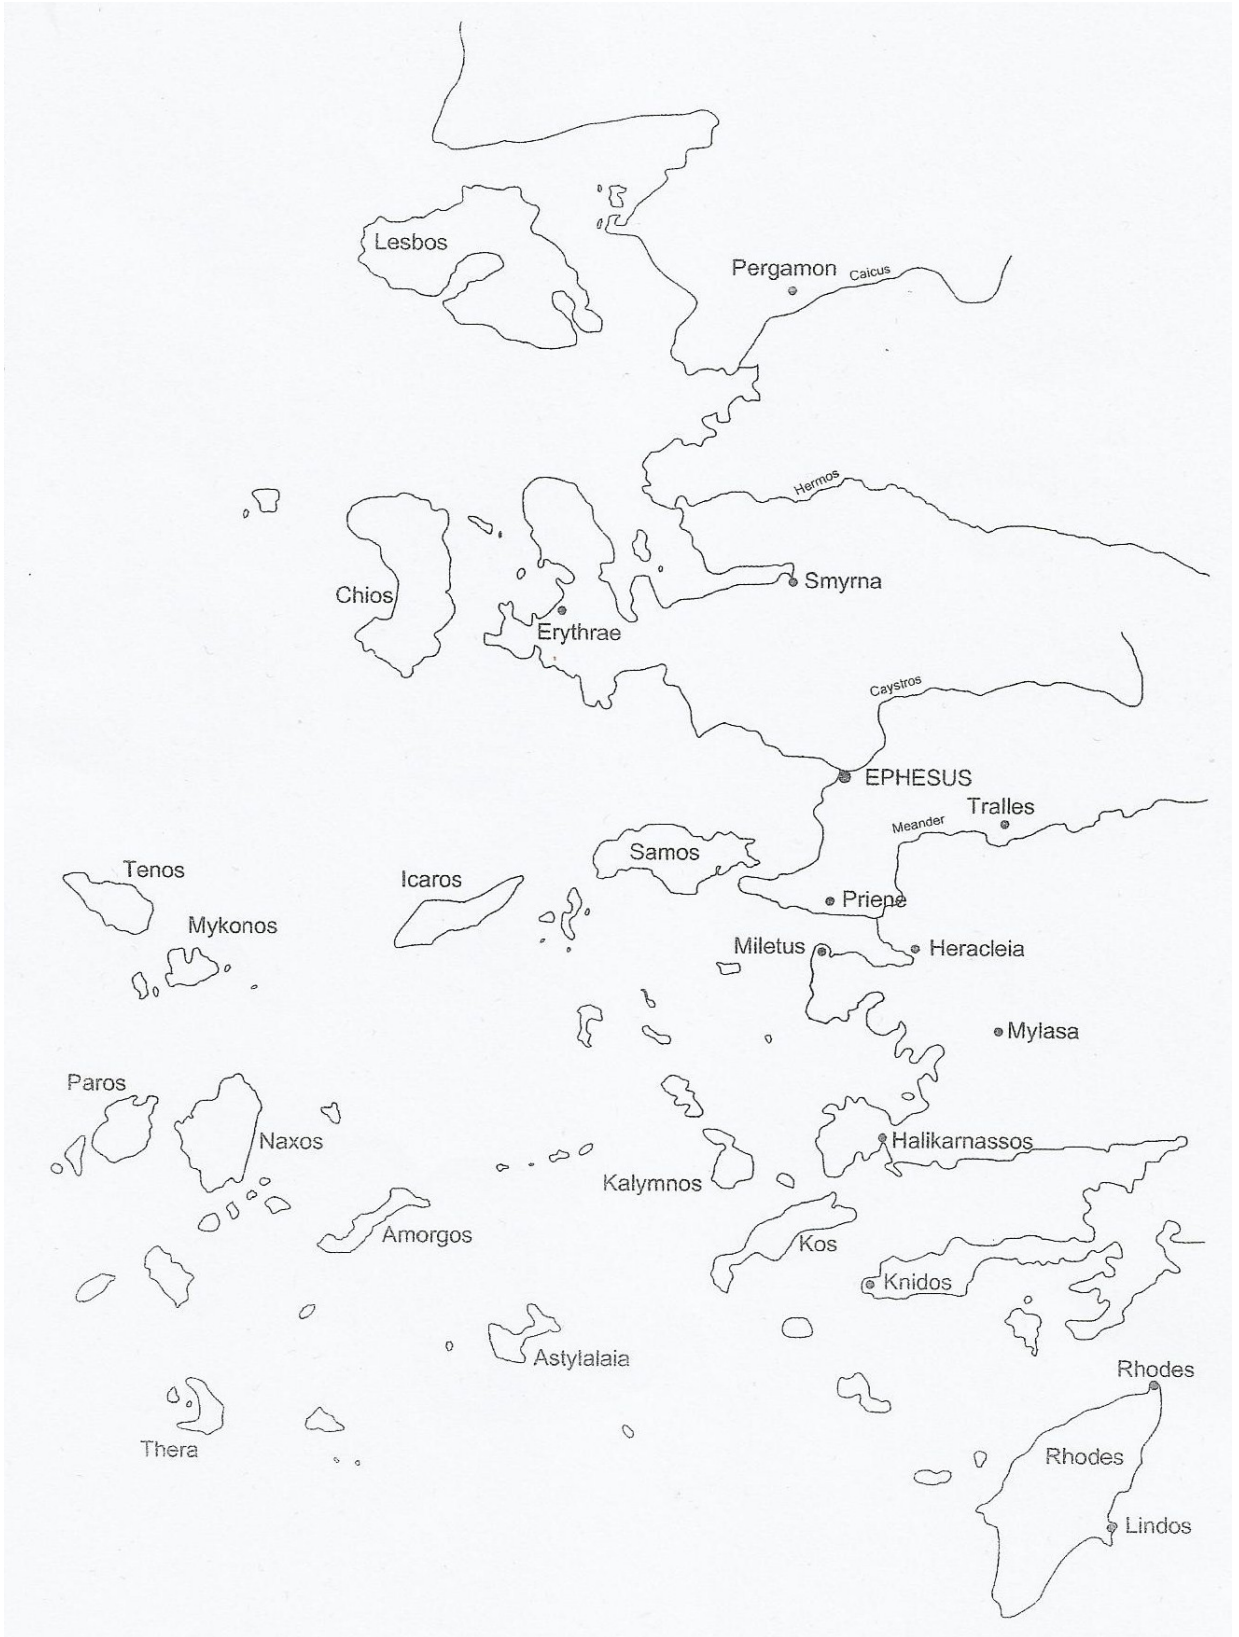 Lesbos
Pergamon
Caicus
Hermos
Smyrna
Chios
Erythrae
Caystros
EPHESUS
Tralles
Meander
Samos
Tenos
Icaros
Priene
Mykonos
Miletus
Heracleia
Mylasa
Paros
Naxos
Halikarnassos
Kalymnos
Amorgos
Kos
Knidos
Astylalaia
Rhodes
Thera
Rhodes
Lindos